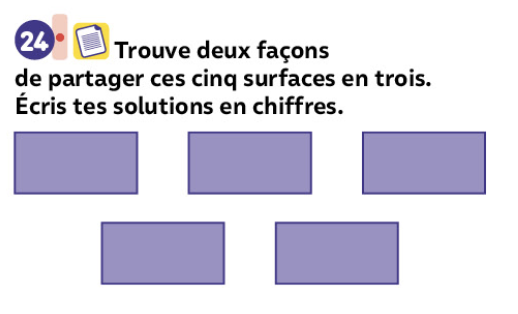 24 Trouve deux façons
de partager ces cinq surfaces en trois.
Écris tes solutions en chiffres.